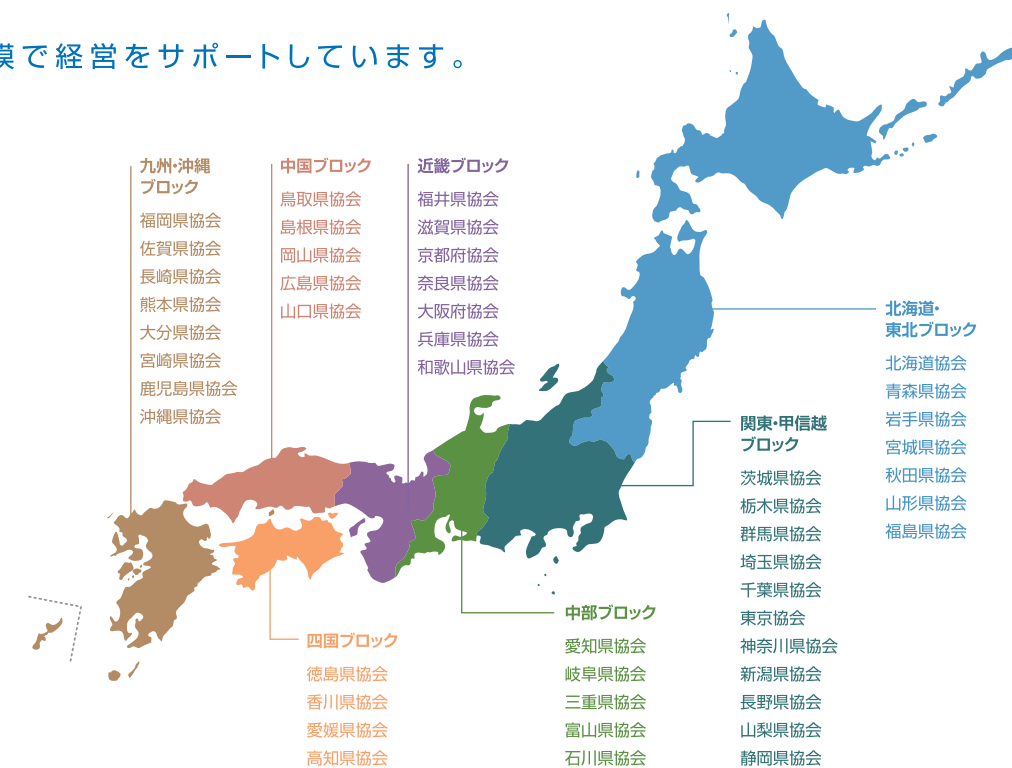 模で経営をサポートしています。
九州・沖縄
ブロック
福岡県協会
佐賀県協会
長崎県協会
熊本県協会
大分県協会
宮崎県協会
鹿児島県協会
沖縄県協会
中国ブロック
鳥取県協会
島根県協会
岡山県協会
広島県協会
山口県協会
近畿ブロック
福井県協会
滋賀県協会
京都府協会
奈良県協会
大阪府協会
兵庫県協会
和歌山県協会
北海道・
東北ブロック
北海道協会
青森県協会
岩手県協会
宮城県協会
秋田県協会
山形県協会
福島県協会
関東・甲信越
ブロック
茨城県協会
栃木県協会
群馬県協会
埼玉県協会
千葉県協会
東京協会
神奈川県協会
新潟県協会
長野県協会
山梨県協会
静岡県協会
中部ブロック
愛知県協会
岐阜県協会
三重県協会
富山県協会
石川県協会
四国ブロック
徳島県協会
香川県協会
愛媛県協会
高知県協会